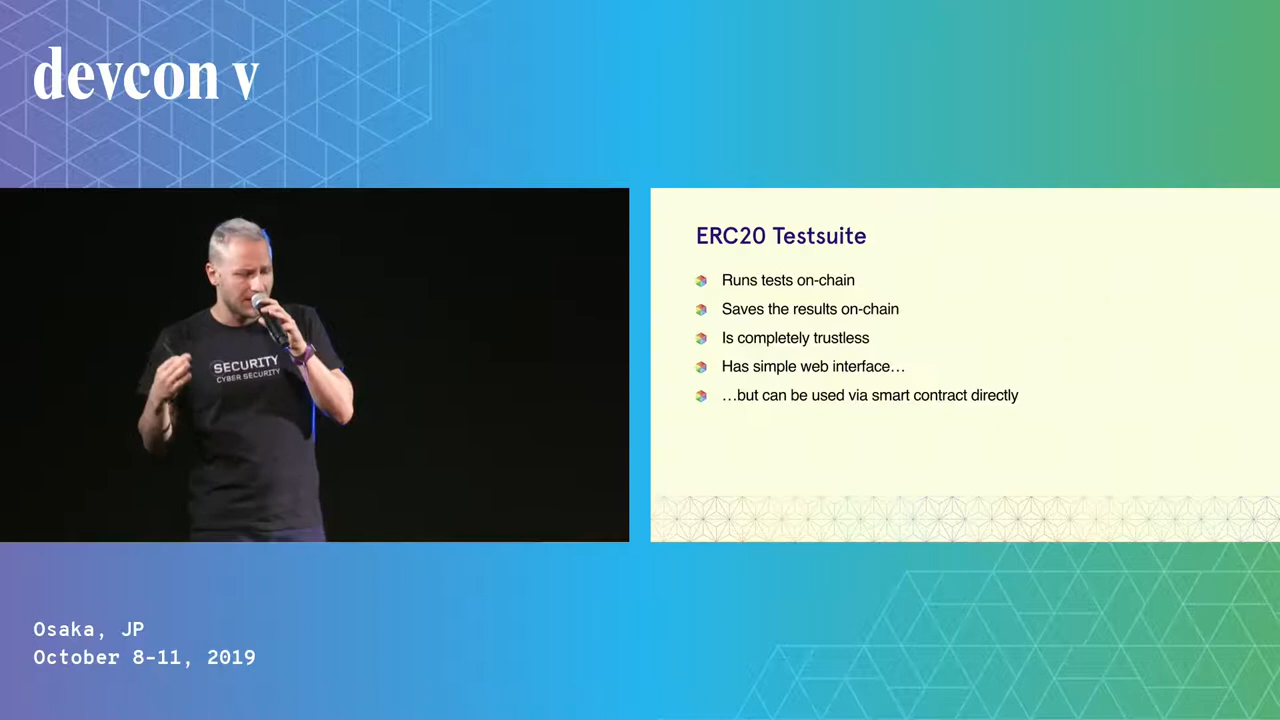 devcon v
SECURITY
CYBER SECURITY
ERC20 Testsuite
Runs tests on-chain
Saves the results on-chain
Is completely trustless
Has simple web interface…
…but can be used via smart contract directly
Osaka, JP
October 8-11, 2019